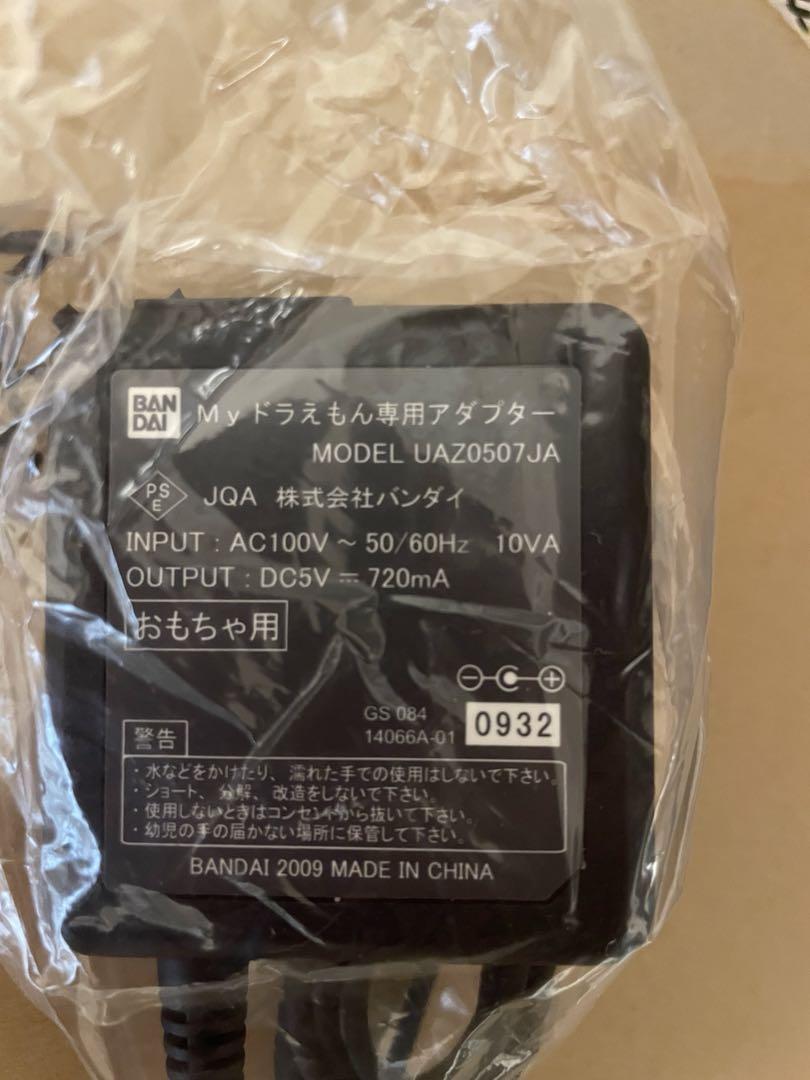 BAN
DAI
Myドラえもん専用アダプター
MODEL UAZ0507JA
PS
E
JQA 株式会社バンダイ
INPUT : AC100V ～ 50/60Hz 10VA
OUTPUT : DC5V ⎓ 720mA
おもちゃ用
GS 084
14066A-01
0932
警告
・水などをかけたり、濡れた手での使用はしないで下さい。
・ショート、分解、改造をしないで下さい。
・使用しないときはコンセントから抜いて下さい。
・幼児の手の届かない場所に保管して下さい。
BANDAI 2009 MADE IN CHINA